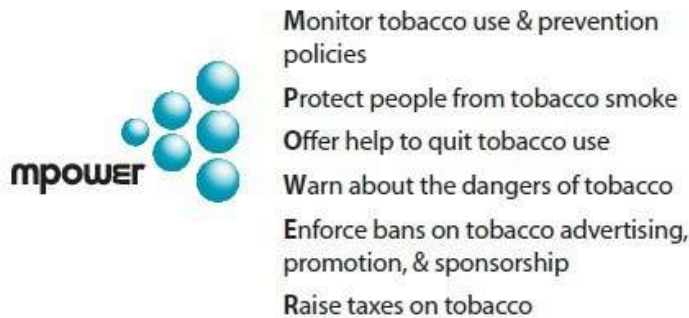 Monitor tobacco use & prevention
policies
Protect people from tobacco smoke
Offer help to quit tobacco use
mpower
Warn about the dangers of tobacco
Enforce bans on tobacco advertising,
promotion, & sponsorship
Raise taxes on tobacco